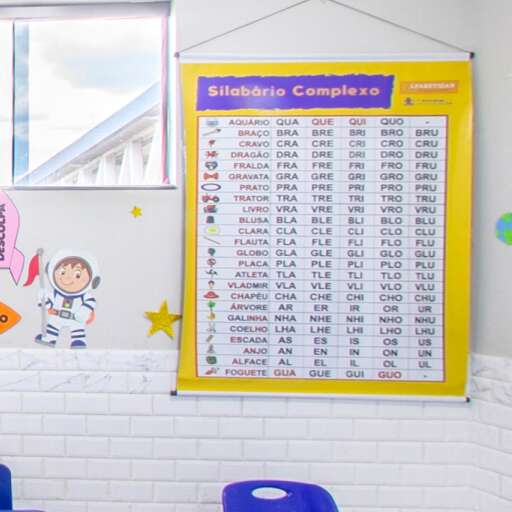 Silabário Complexo
ALFABETIZAR
AQUÁRIO QUA QUE QUI QUO -
BRAÇO BRA BRE BRI BRO BRU
CRAVO CRA CRE CRI CRO CRU
DRAGÃO DRA DRE DRI DRO DRU
FRALDA FRA FRE FRI FRO FRU
GRAVATA GRA GRE GRI GRO GRU
PRATO PRA PRE PRI PRO PRU
TRATOR TRA TRE TRI TRO TRU
LIVRO VRA VRE VRI VRO VRU
BLUSA BLA BLE BLI BLO BLU
CLARA CLA CLE CLI CLO CLU
FLAUTA FLA FLE FLI FLO FLU
GLOBO GLA GLE GLI GLO GLU
PLACA PLA PLE PLI PLO PLU
ATLETA TLA TLE TLI TLO TLU
VLADMIR VLA VLE VLI VLO VLU
CHAPÉU CHA CHE CHI CHO CHU
ÁRVORE AR ER IR OR UR
GALINHA NHA NHE NHI NHO NHU
COELHO LHA LHE LHI LHO LHU
ESCADA AS ES IS OS US
ANJO AN EN IN ON UN
ALFACE AL EL IL OL UL
FOGUETE GUA GUE GUI GUO -
DESCULPA
O